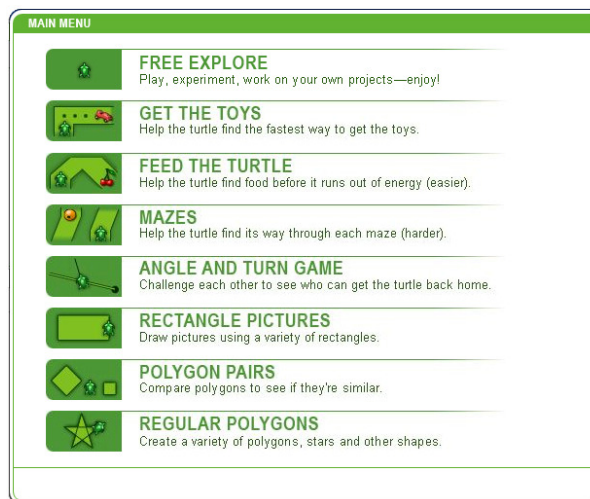 MAIN MENU
FREE EXPLORE
Play, experiment, work on your own projects—enjoy!
GET THE TOYS
Help the turtle find the fastest way to get the toys.
FEED THE TURTLE
Help the turtle find food before it runs out of energy (easier).
MAZES
Help the turtle find its way through each maze (harder).
ANGLE AND TURN GAME
Challenge each other to see who can get the turtle back home.
RECTANGLE PICTURES
Draw pictures using a variety of rectangles.
POLYGON PAIRS
Compare polygons to see if they're similar.
REGULAR POLYGONS
Create a variety of polygons, stars and other shapes.